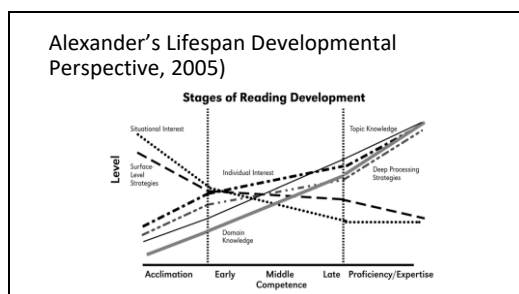 Alexander's Lifespan Developmental
Perspective, 2005)
Stages of Reading Development
Situational Interest
Topic Knowledge
Surface-
Level
Strategies
Individual Interest
Deep Processing
Strategies
Level
Domain
Knowledge
Acclimation Early Middle Late Proficiency/Expertise
Competence